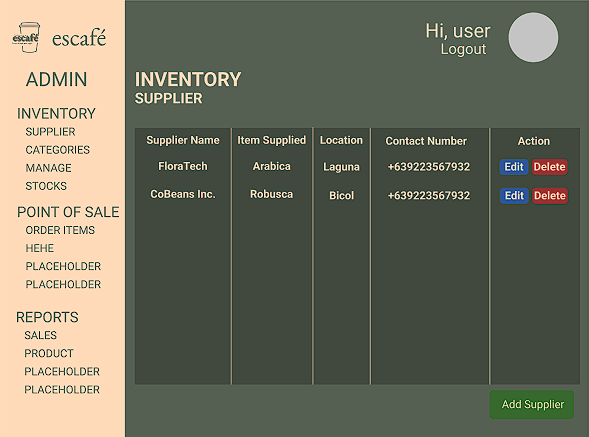 escafé
escafé
Hi, user
Logout
ADMIN
INVENTORY
SUPPLIER
CATEGORIES
MANAGE
STOCKS
POINT OF SALE
ORDER ITEMS
HEHE
PLACEHOLDER
PLACEHOLDER
REPORTS
SALES
PRODUCT
PLACEHOLDER
PLACEHOLDER
INVENTORY
SUPPLIER
Supplier Name Item Supplied Location Contact Number Action
FloraTech Arabica Laguna +639223567932 Edit Delete
CoBeans Inc. Robusca Bicol +639223567932 Edit Delete
Add Supplier